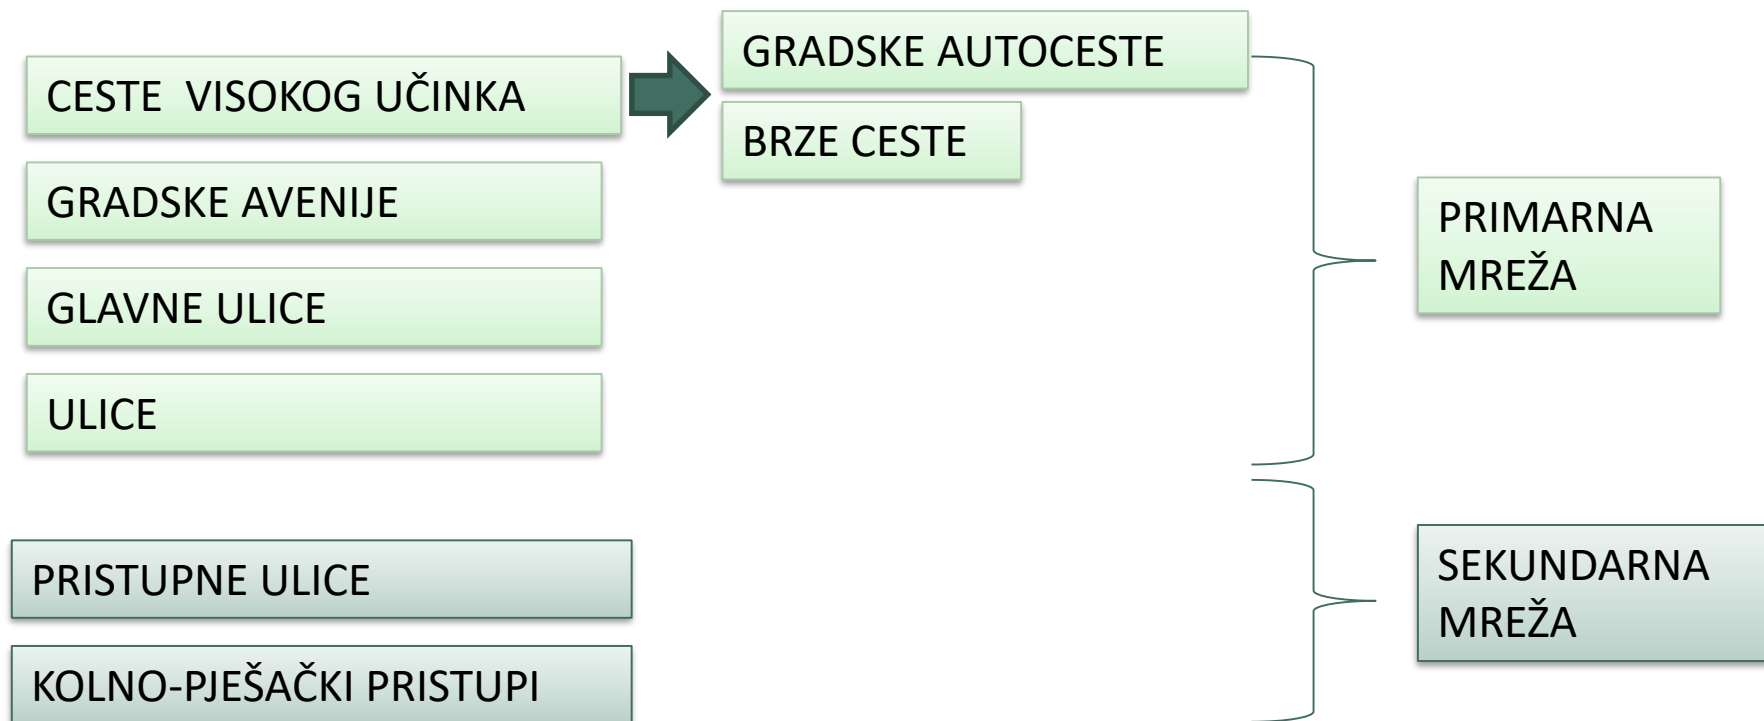 CESTE VISOKOG UČINKA
GRADSKE AUTOCESTE
BRZE CESTE
GRADSKE AVENIJE
GLAVNE ULICE
ULICE
PRIMARNA
MREŽA
PRISTUPNE ULICE
KOLNO-PJEŠAČKI PRISTUPI
SEKUNDARNA
MREŽA